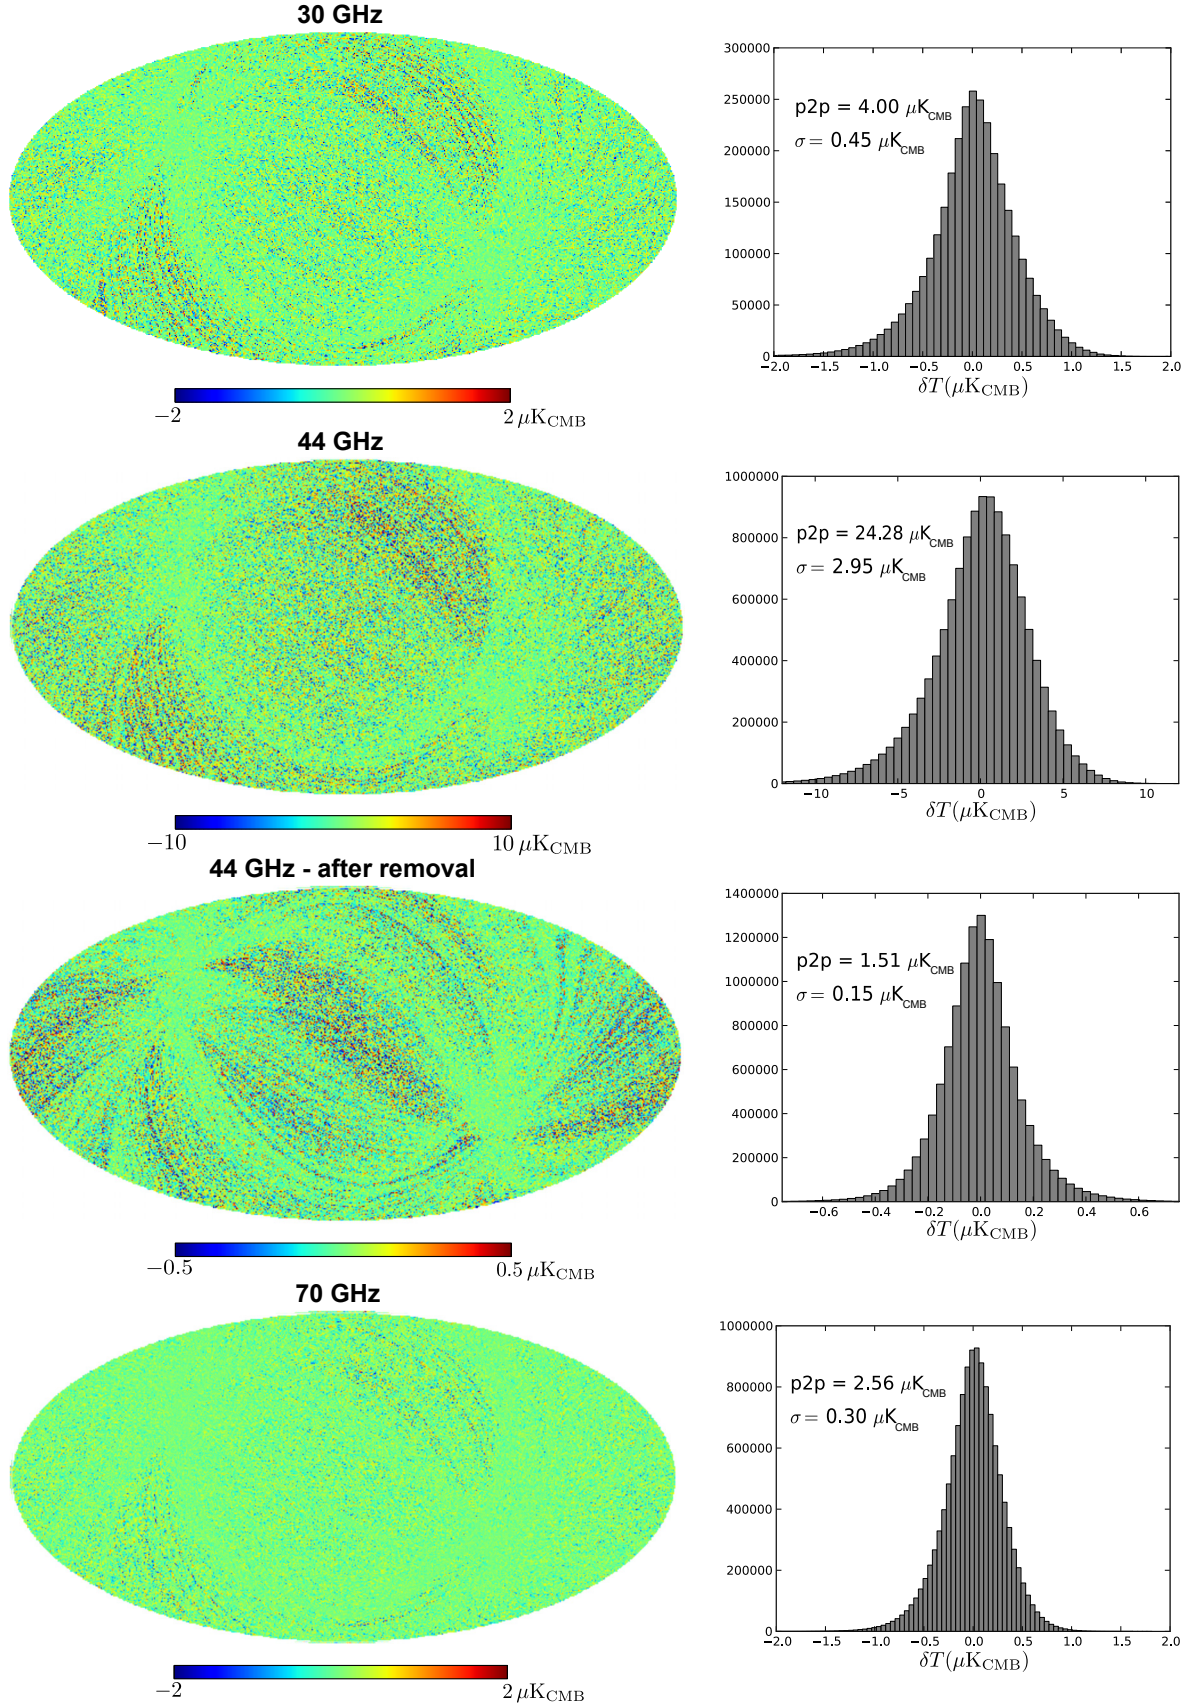 30 GHz
−2
2 μK_CMB
300000
250000
200000
150000
100000
50000
0
p2p = 4.00 μK_CMB
σ = 0.45 μK_CMB
−2.0 −1.5 −1.0 −0.5 0.0 0.5 1.0 1.5 2.0
δT(μK_CMB)
44 GHz
−10
10 μK_CMB
1000000
800000
600000
400000
200000
0
p2p = 24.28 μK_CMB
σ = 2.95 μK_CMB
−10 −5 0 5 10
δT(μK_CMB)
44 GHz - after removal
−0.5
0.5 μK_CMB
1400000
1200000
1000000
800000
600000
400000
200000
0
p2p = 1.51 μK_CMB
σ = 0.15 μK_CMB
−0.6 −0.4 −0.2 0.0 0.2 0.4 0.6
δT(μK_CMB)
70 GHz
−2
2 μK_CMB
1000000
800000
600000
400000
200000
0
p2p = 2.56 μK_CMB
σ = 0.30 μK_CMB
−2.0 −1.5 −1.0 −0.5 0.0 0.5 1.0 1.5 2.0
δT(μK_CMB)